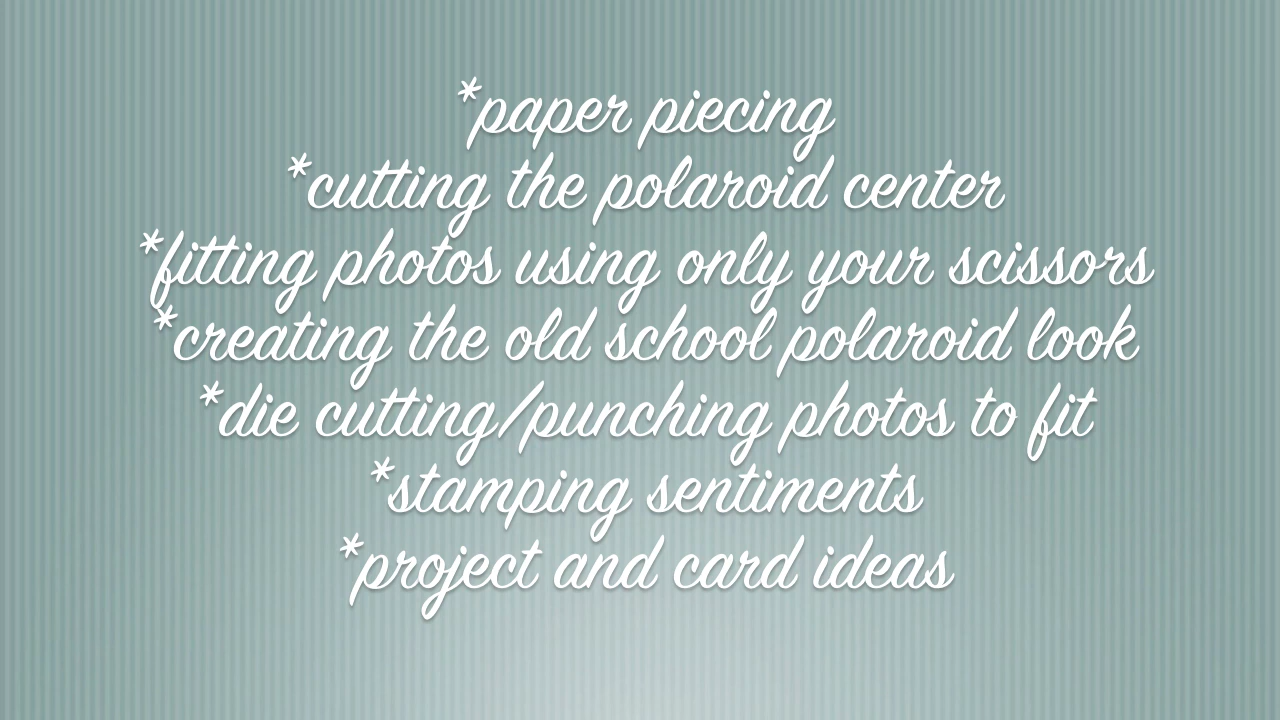 *paper piecing
*cutting the polaroid center
*fitting photos using only your scissors
*creating the old school polaroid look
*die cutting/punching photos to fit
*stamping sentiments
*project and card ideas